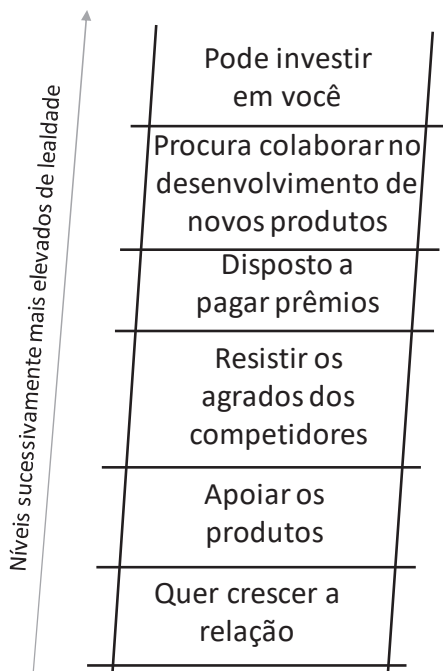 Níveis sucessivamente mais elevados de lealdade
Pode investir
em você
Procura colaborar no
desenvolvimento de
novos produtos
Disposto a
pagar prêmios
Resistir os
agrados dos
competidores
Apoiar os
produtos
Quer crescer a
relação